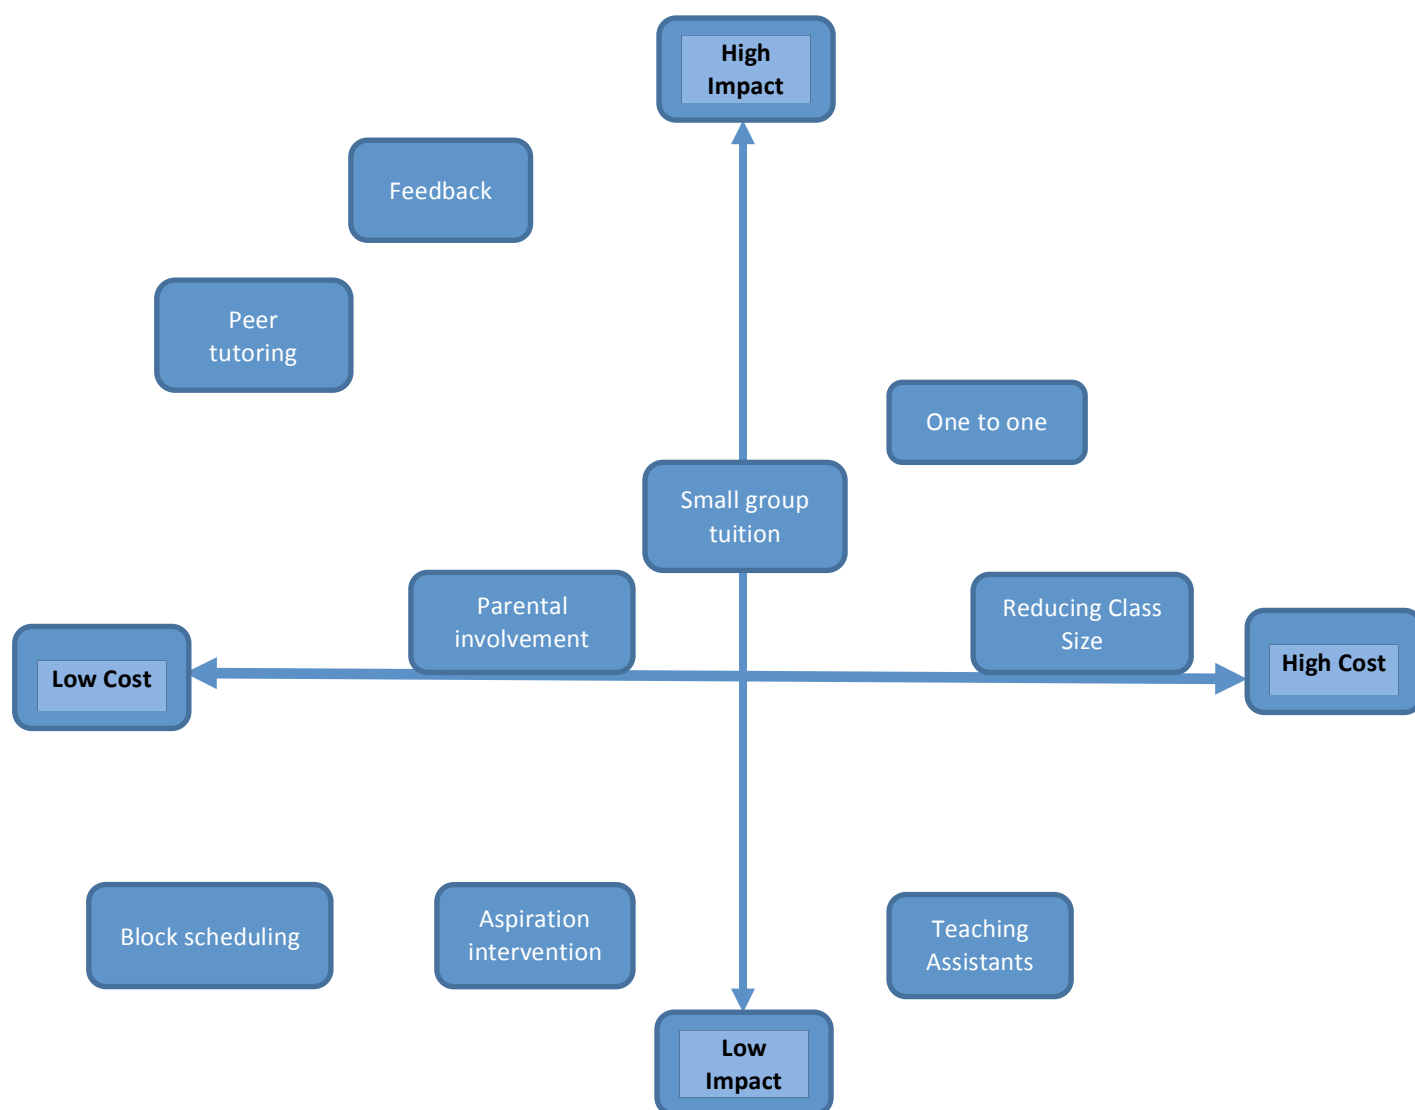 High
Impact
Feedback
Peer
tutoring
One to one
Small group
tuition
Parental
involvement
Reducing Class
Size
Low Cost
High Cost
Block scheduling
Aspiration
intervention
Teaching
Assistants
Low
Impact